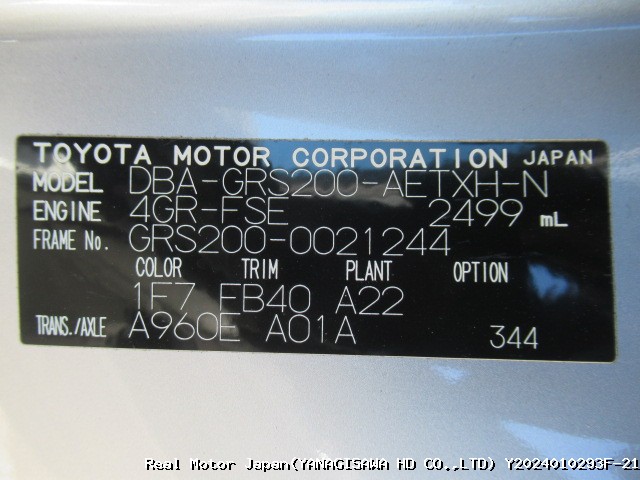 TOYOTA MOTOR CORPORATION JAPAN
MODEL DBA-GRS200-AETXH-N
ENGINE 4GR-FSE 2499 mL
FRAME No. GRS200-0021244
COLOR TRIM PLANT OPTION
1F7 FB40 A22
TRANS./AXLE A960E A01A 344
Real Motor Japan(YANAGISAWA HD CO.,LTD) Y2024010293F-21